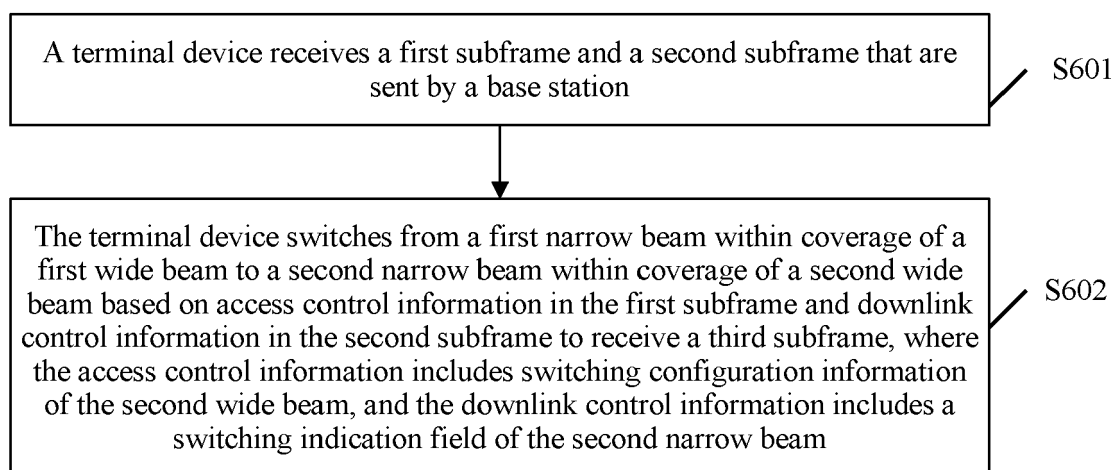 A terminal device receives a first subframe and a second subframe that are
sent by a base station
S601
The terminal device switches from a first narrow beam within coverage of a
first wide beam to a second narrow beam within coverage of a second wide
beam based on access control information in the first subframe and downlink
control information in the second subframe to receive a third subframe, where
the access control information includes switching configuration information
of the second wide beam, and the downlink control information includes a
switching indication field of the second narrow beam
S602